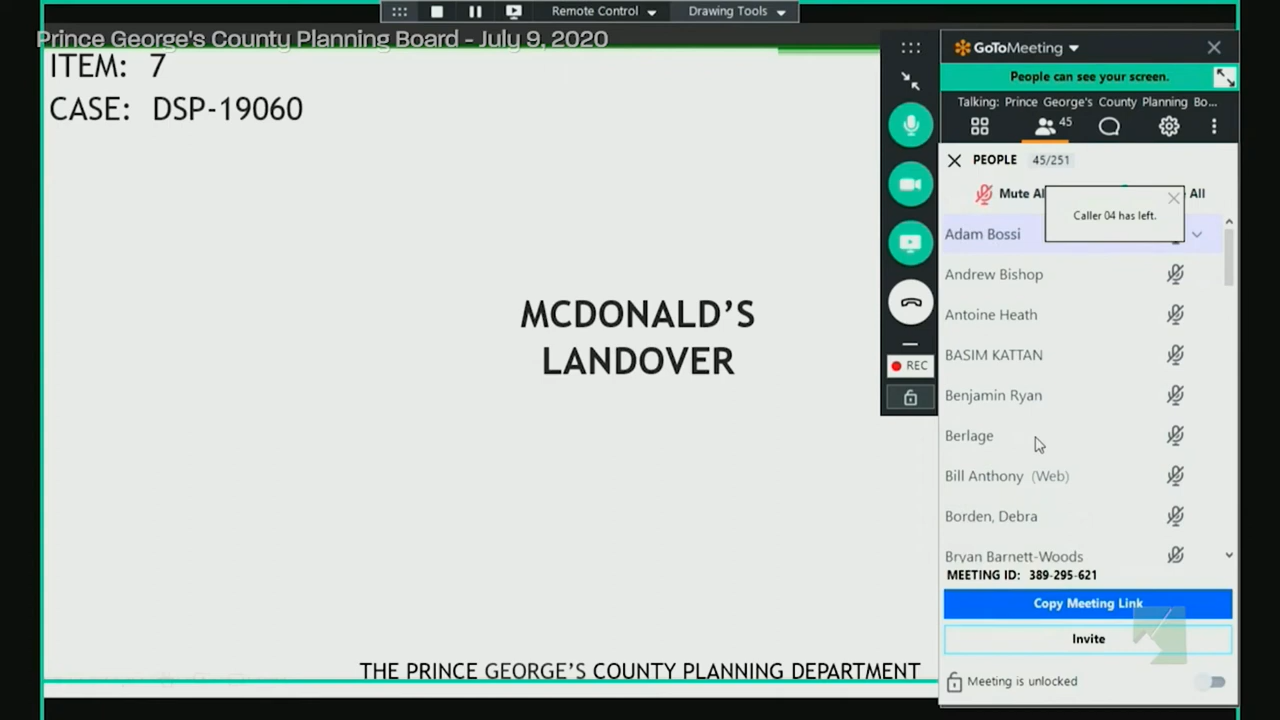 Remote Control
Drawing Tools
Prince George's County Planning Board - July 9, 2020
ITEM: 7
CASE: DSP-19060
MCDONALD'S
LANDOVER
THE PRINCE GEORGE'S COUNTY PLANNING DEPARTMENT
REC
GoToMeeting
People can see your screen.
Talking: Prince George's County Planning Bo...
45
PEOPLE 45/251
Mute Al
All
Caller 04 has left.
Adam Bossi
Andrew Bishop
Antoine Heath
BASIM KATTAN
Benjamin Ryan
Berlage
Bill Anthony (Web)
Borden, Debra
Bryan Barnett-Woods
MEETING ID: 389-295-621
Copy Meeting Link
Invite
Meeting is unlocked